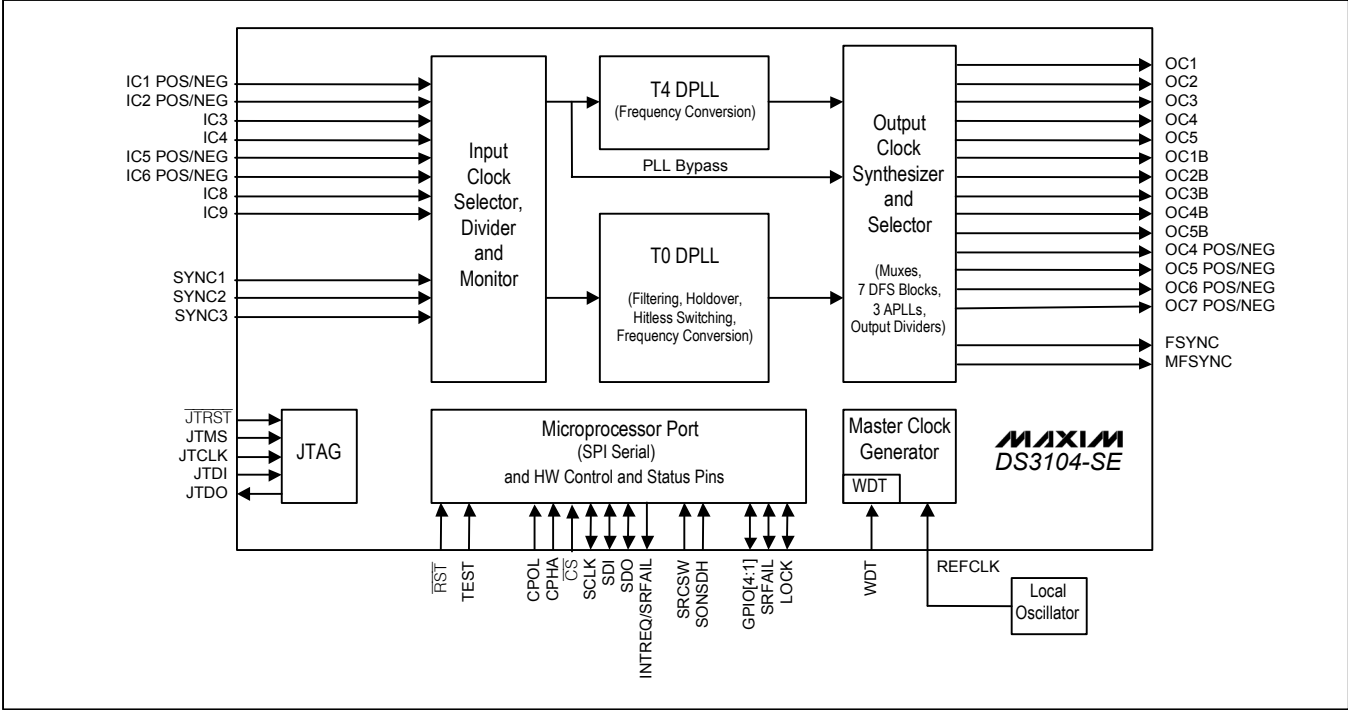 IC1 POS/NEG
IC2 POS/NEG
IC3
IC4
IC5 POS/NEG
IC6 POS/NEG
IC8
IC9
SYNC1
SYNC2
SYNC3
Input
Clock
Selector,
Divider
and
Monitor
T4 DPLL
(Frequency Conversion)
PLL Bypass
T0 DPLL
(Filtering, Holdover,
Hitless Switching,
Frequency Conversion)
Output
Clock
Synthesizer
and
Selector
(Muxes,
7 DFS Blocks,
3 APLLs,
Output Dividers)
OC1
OC2
OC3
OC4
OC5
OC1B
OC2B
OC3B
OC4B
OC5B
OC4 POS/NEG
OC5 POS/NEG
OC6 POS/NEG
OC7 POS/NEG
FSYNC
MFSYNC
JTRST
JTMS
JTCLK
JTDI
JTDO
JTAG
Microprocessor Port
(SPI Serial)
and HW Control and Status Pins
Master Clock
Generator
WDT
MAXIM
DS3104-SE
RST
TEST
CPOL
CPHA
CS
SCLK
SDI
SDO
INTREQ/SRFAIL
SRCSW
SONSDH
GPIO[4:1]
SRFAIL
LOCK
WDT
REFCLK
Local
Oscillator